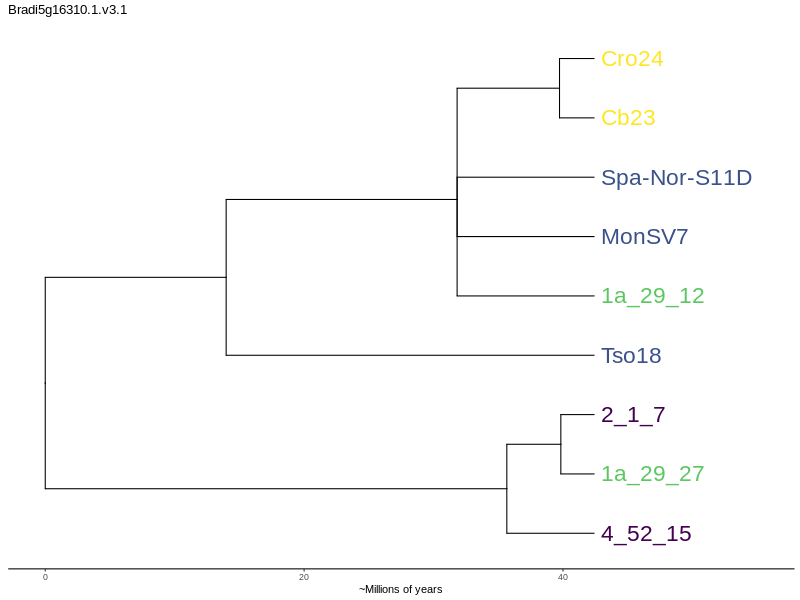 Bradi5g16310.1.v3.1
Cro24
Cb23
Spa-Nor-S11D
MonSV7
1a_29_12
Tso18
2_1_7
1a_29_27
4_52_15
0 20 40
~Millions of years